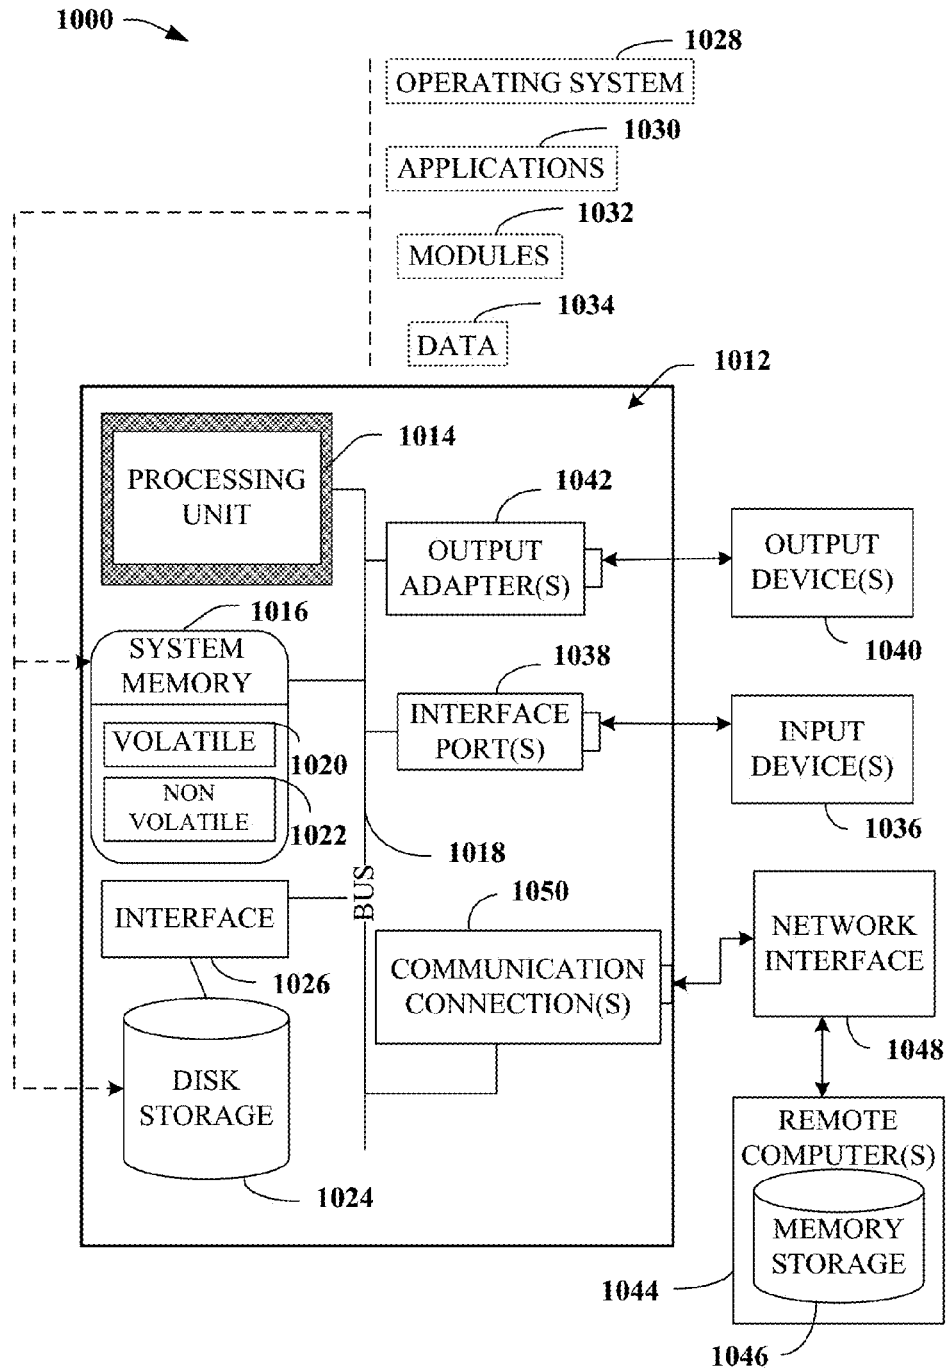 1000
1028
OPERATING SYSTEM
1030
APPLICATIONS
1032
MODULES
1034
DATA
1012
1014
PROCESSING
UNIT
1042
OUTPUT
ADAPTER(S)
OUTPUT
DEVICE(S)
1040
1016
SYSTEM
MEMORY
VOLATILE
1020
NON
VOLATILE
1022
1038
INTERFACE
PORT(S)
INPUT
DEVICE(S)
1036
1018
BUS
INTERFACE
1026
1050
COMMUNICATION
CONNECTION(S)
NETWORK
INTERFACE
1048
DISK
STORAGE
1024
REMOTE
COMPUTER(S)
MEMORY
STORAGE
1044
1046